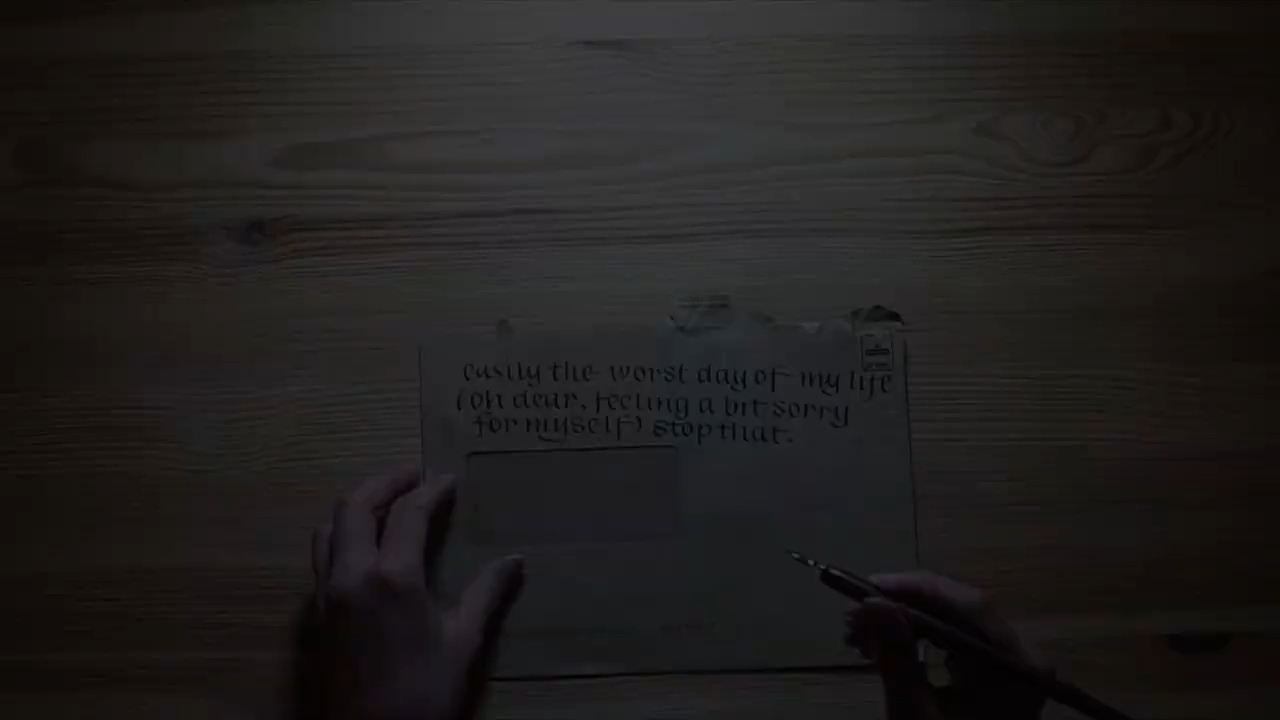 easily the worst day of my life
(oh dear, feeling a bit sorry
for myself) stop that.